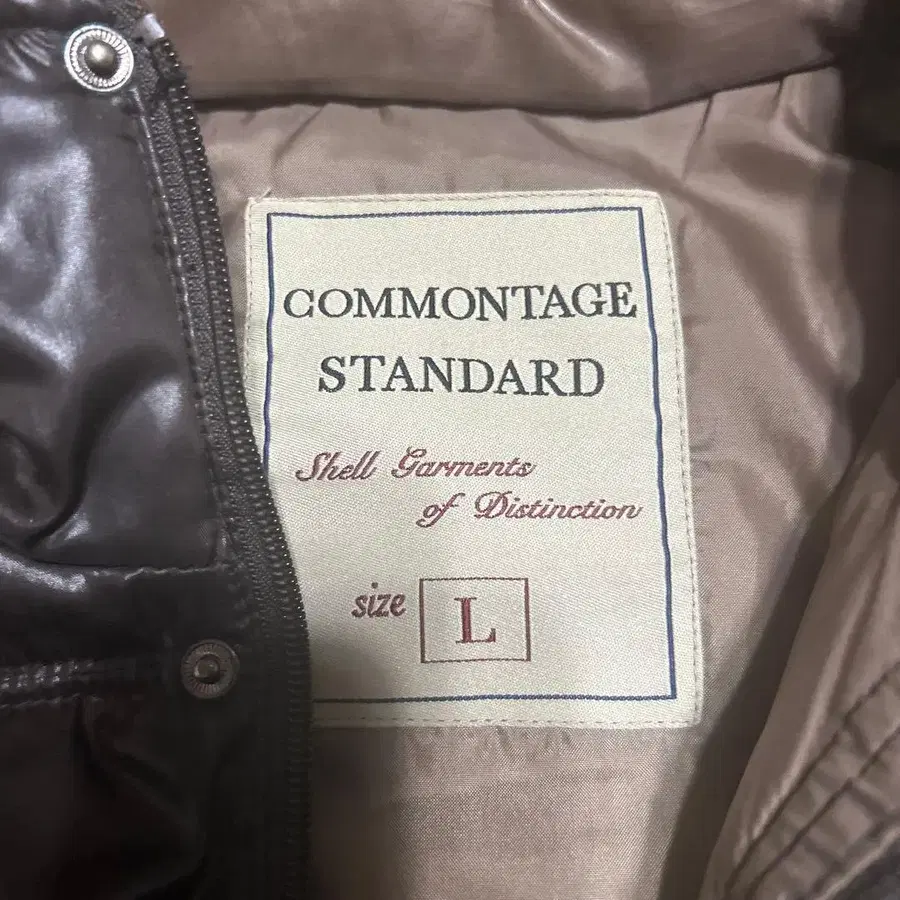 COMMONTAGE
STANDARD
Shell Garments
of Distinction
size L